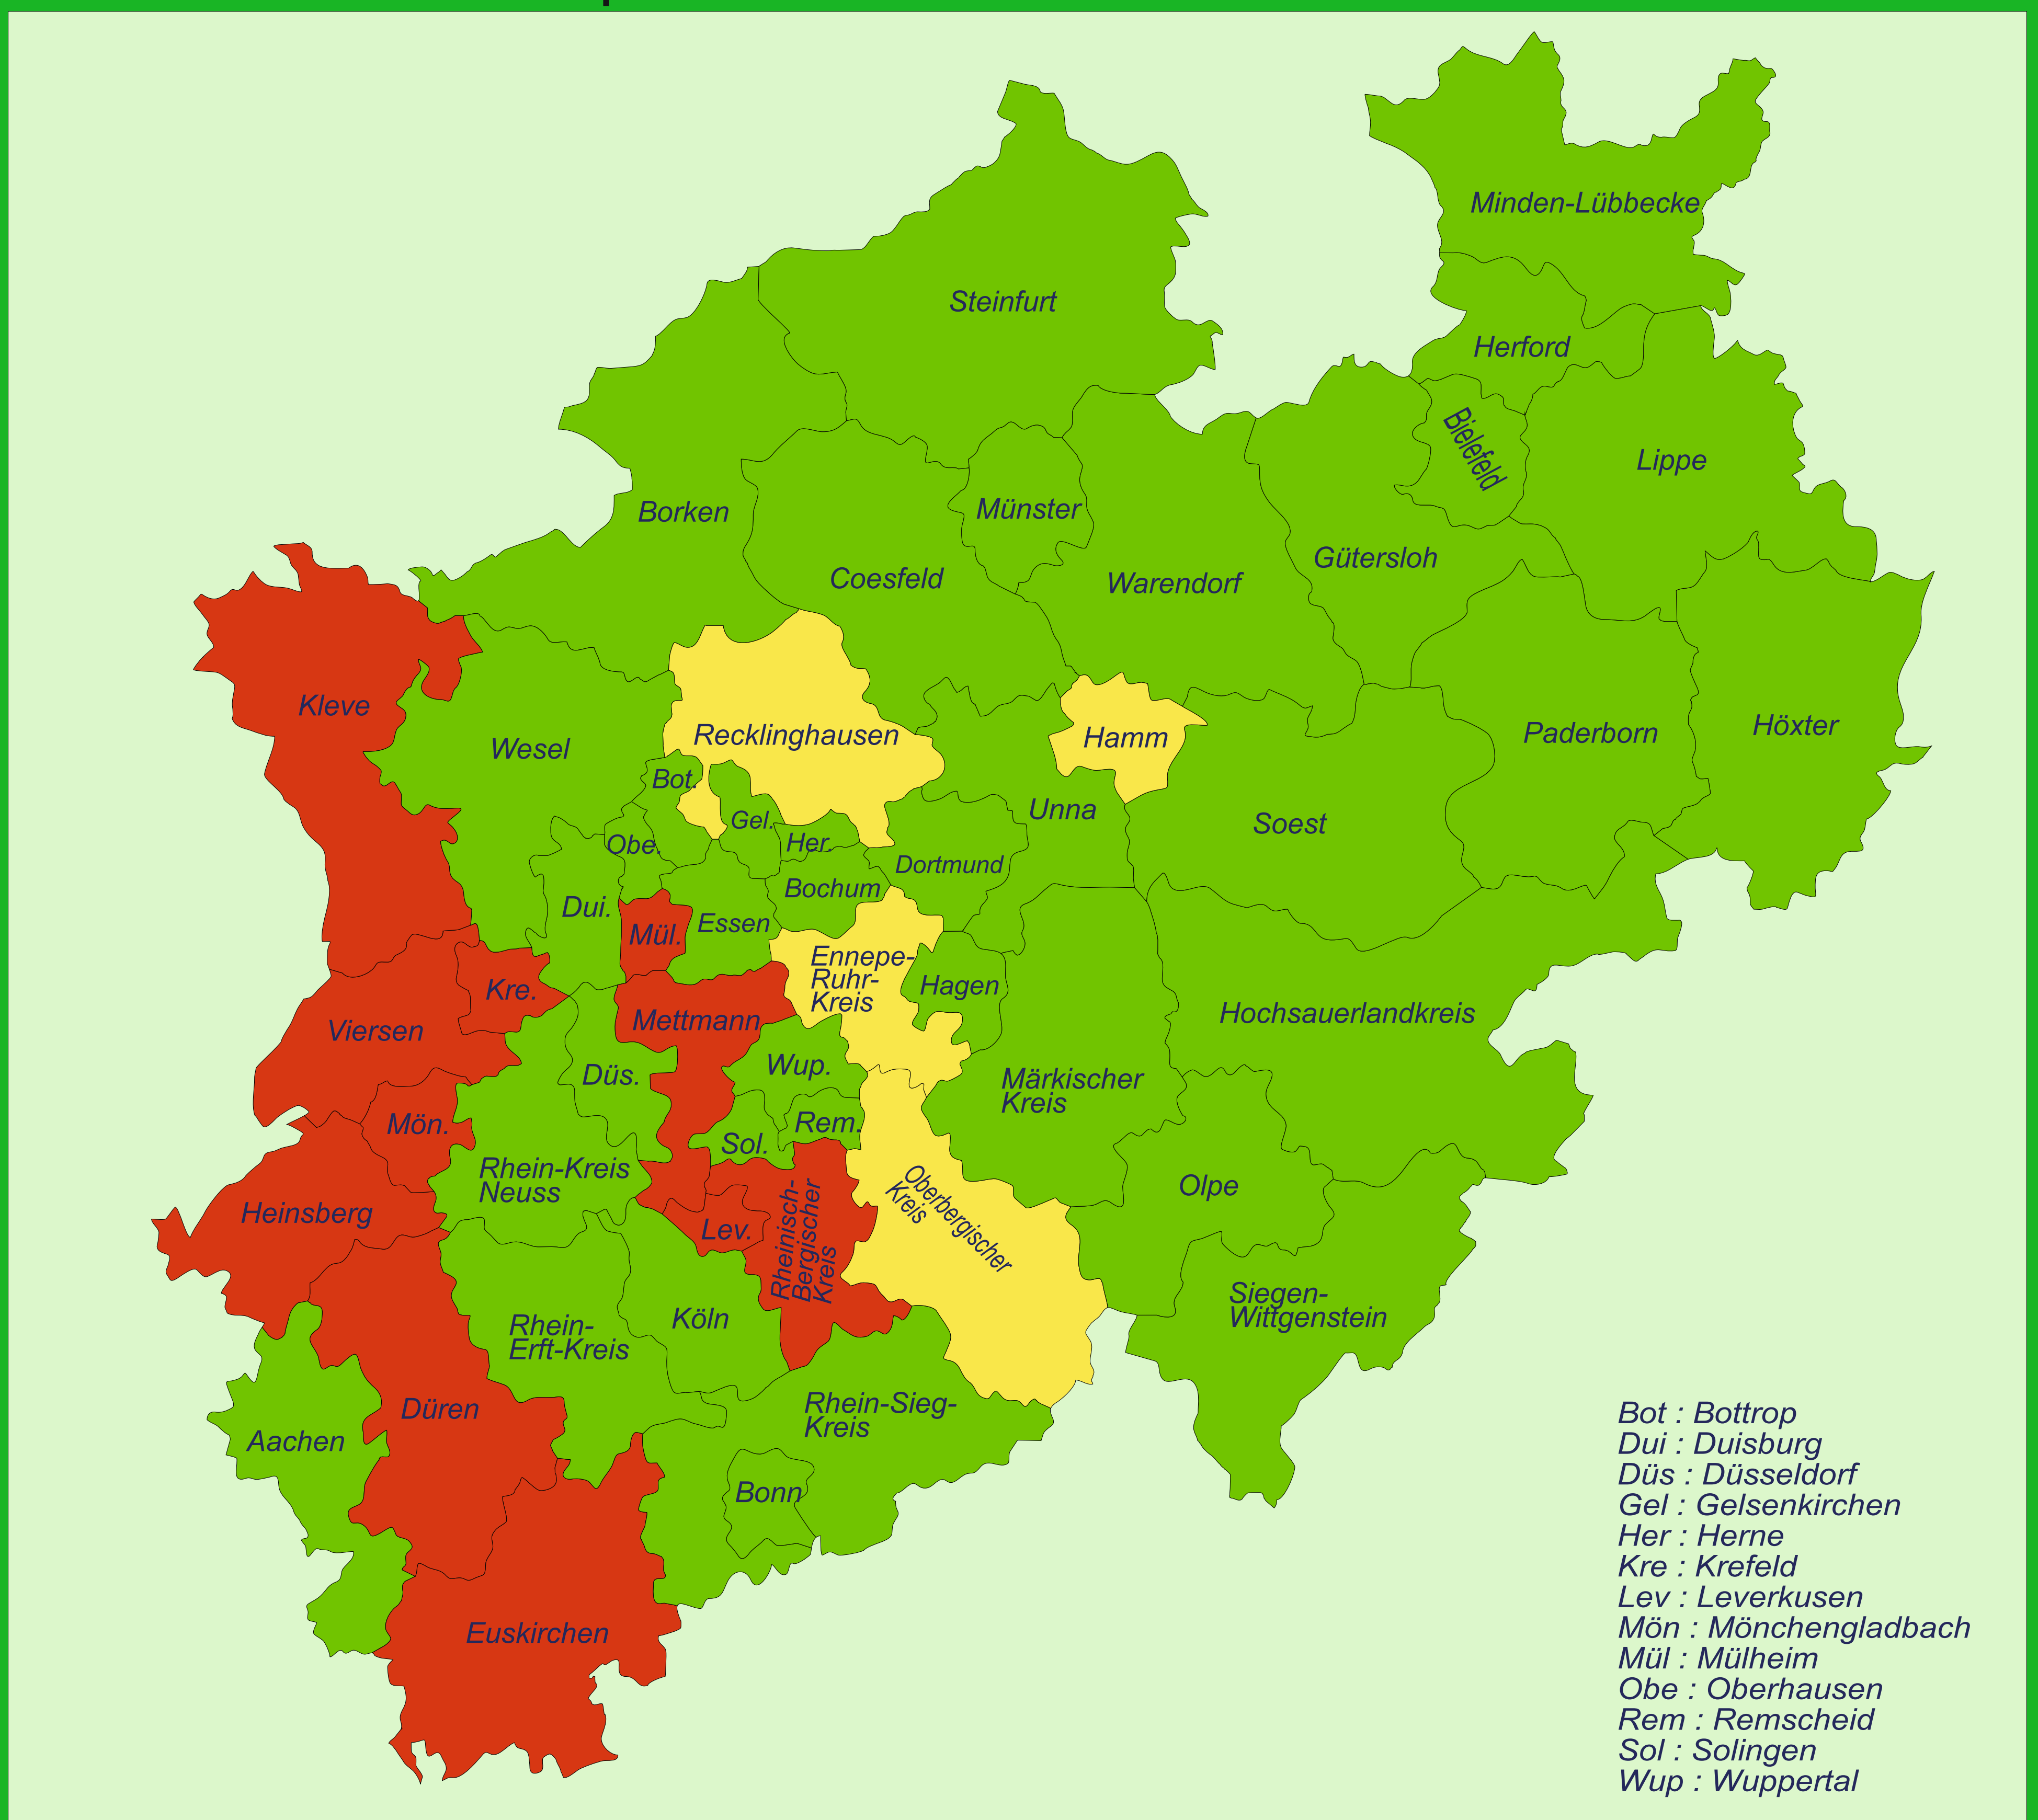 Minden-Lübbecke
Steinfurt
Herford
Bielefeld
Lippe
Borken
Münster
Coesfeld
Warendorf
Gütersloh
Kleve
Wesel
Recklinghausen
Hamm
Paderborn
Höxter
Bot.
Gel.
Unna
Soest
Obe.
Her.
Dortmund
Bochum
Dui.
Mül.
Essen
Ennepe-
Ruhr-
Kreis
Hagen
Kre.
Viersen
Mettmann
Hochsauerlandkreis
Düs.
Wup.
Märkischer
Kreis
Mön.
Rem.
Sol.
Rhein-Kreis
Neuss
Heinsberg
Lev.
Rheinisch-
Bergischer
Kreis
Oberbergischer
Kreis
Olpe
Siegen-
Wittgenstein
Rhein-
Erft-Kreis
Köln
Düren
Aachen
Rhein-Sieg-
Kreis
Bonn
Euskirchen
Bot : Bottrop
Dui : Duisburg
Düs : Düsseldorf
Gel : Gelsenkirchen
Her : Herne
Kre : Krefeld
Lev : Leverkusen
Mön : Mönchengladbach
Mül : Mülheim
Obe : Oberhausen
Rem : Remscheid
Sol : Solingen
Wup : Wuppertal